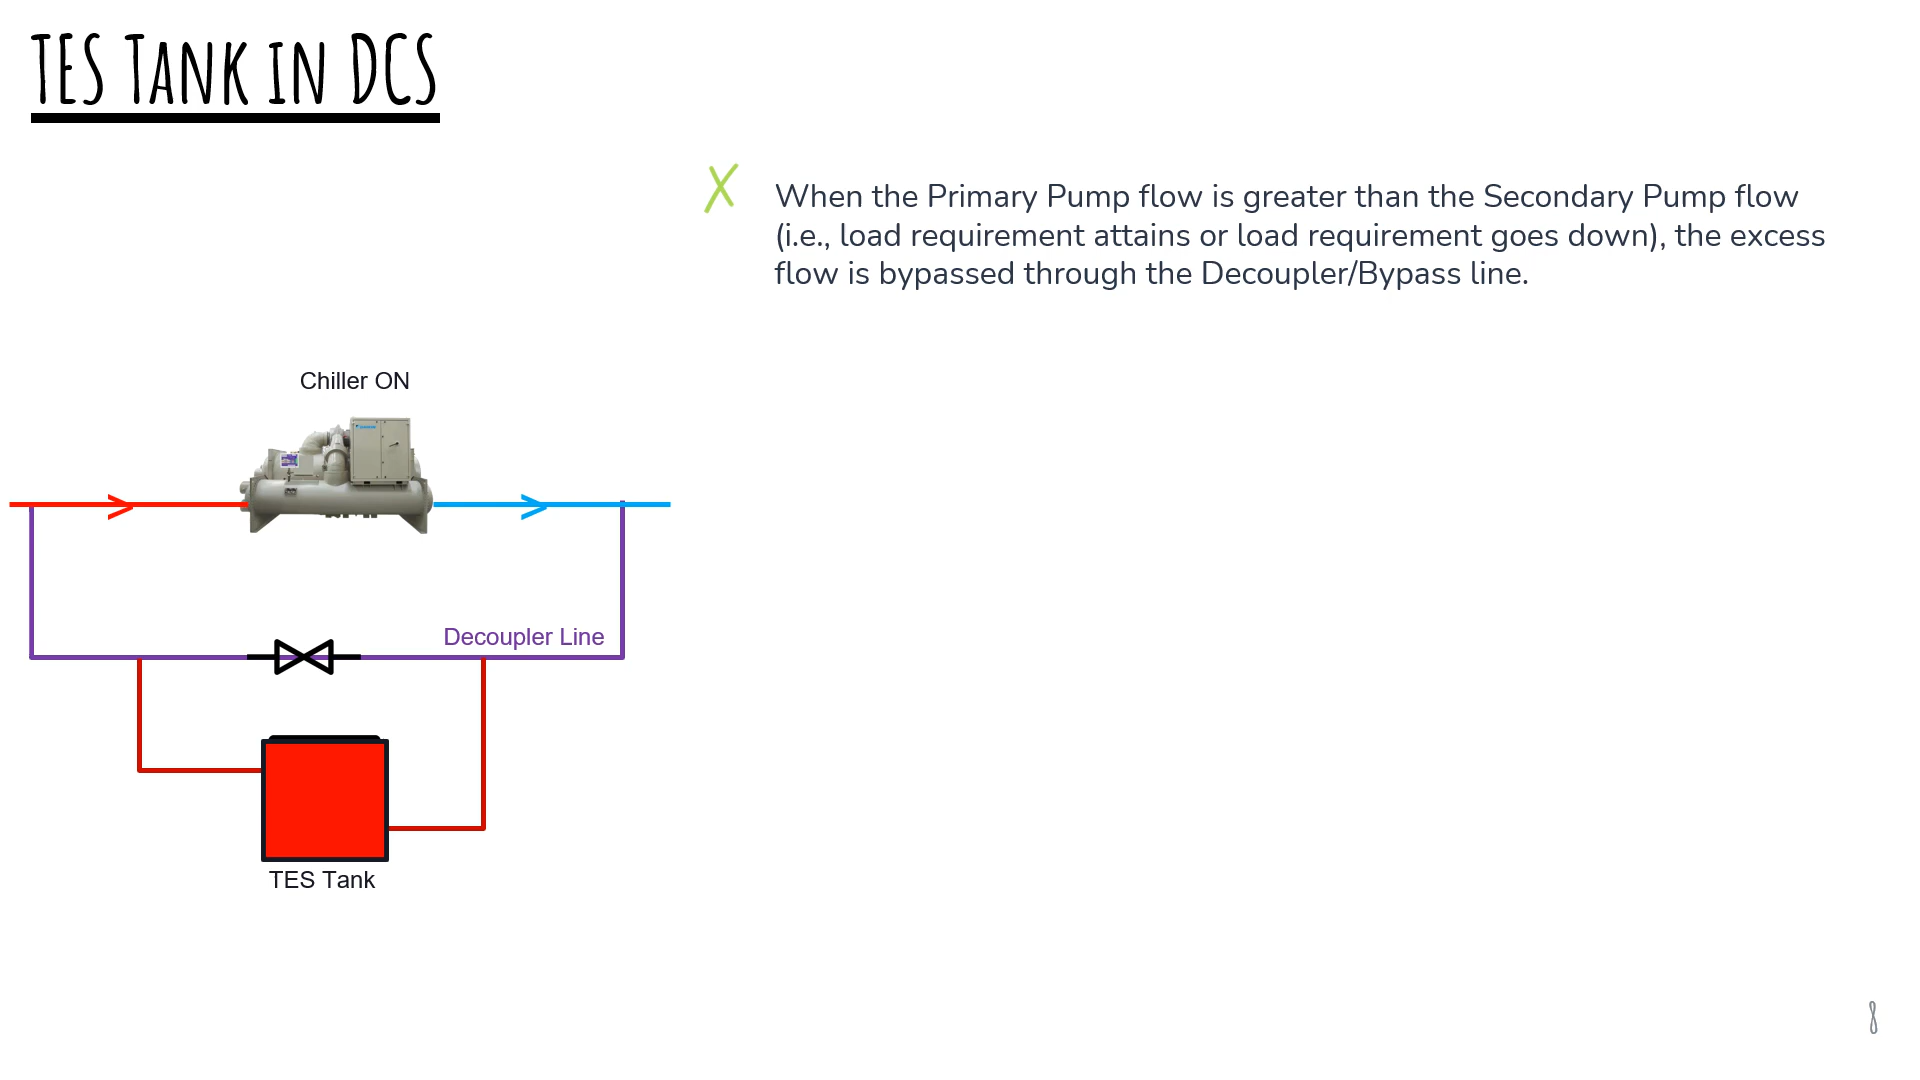 TES TANK IN DCS
When the Primary Pump flow is greater than the Secondary Pump flow
(i.e., load requirement attains or load requirement goes down), the excess
flow is bypassed through the Decoupler/Bypass line.
Chiller ON
Decoupler Line
TES Tank
8